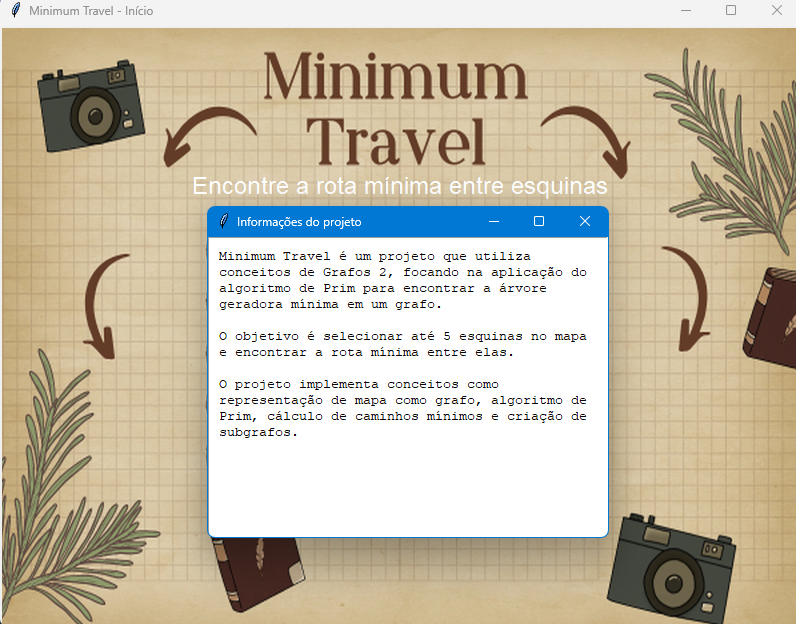 Minimum Travel - Início
Minimum
Travel
Encontre a rota mínima entre esquinas
Informações do projeto
Minimum Travel é um projeto que utiliza
conceitos de Grafos 2, focando na aplicação do
algoritmo de Prim para encontrar a árvore
geradora mínima em um grafo.
O objetivo é selecionar até 5 esquinas no mapa
e encontrar a rota mínima entre elas.
O projeto implementa conceitos como
representação de mapa como grafo, algoritmo de
Prim, cálculo de caminhos mínimos e criação de
subgrafos.